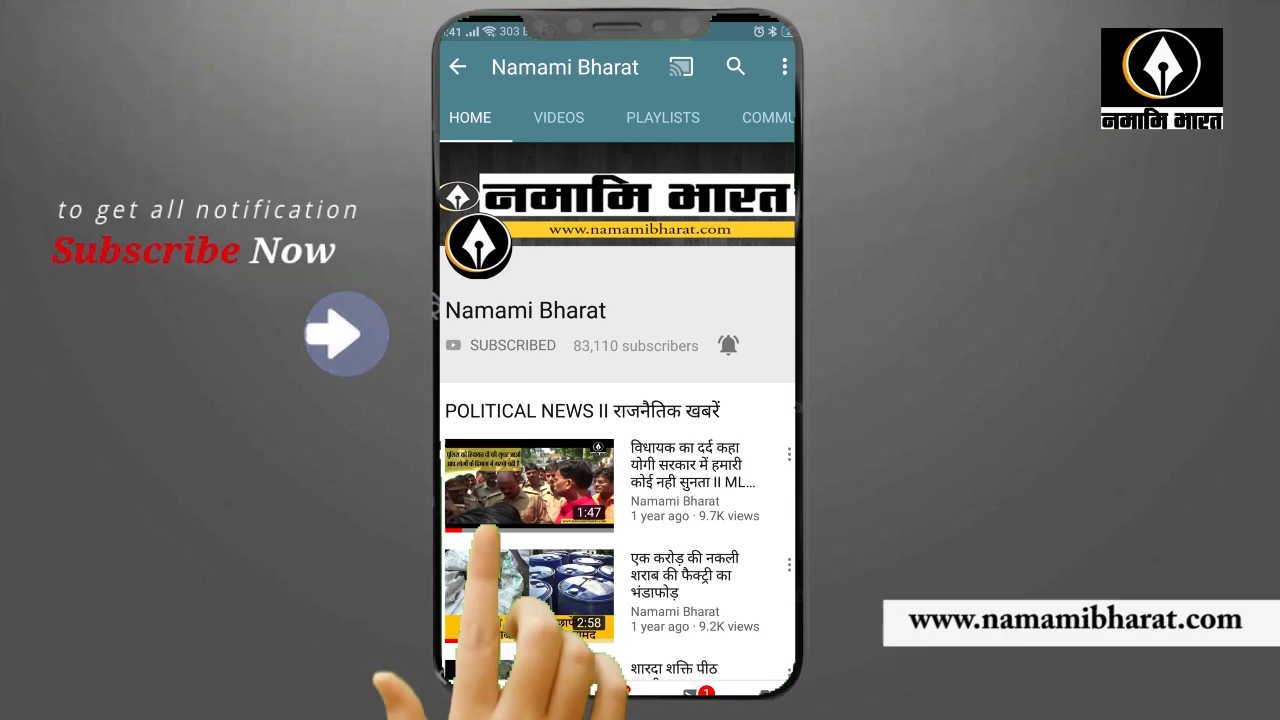 :41
303
Namami Bharat
HOME VIDEOS PLAYLISTS COMMU
नमामि भारत
www.namamibharat.com
Namami Bharat
SUBSCRIBED 83,110 subscribers
POLITICAL NEWS II राजनैतिक खबरें
1:47
विधायक का दर्द कहा
योगी सरकार में हमारी
कोई नही सुनता II ML...
Namami Bharat
1 year ago · 9.7K views
2:58
एक करोड़ की नकली
शराब की फैक्ट्री का
भंडाफोड़
Namami Bharat
1 year ago · 9.2K views
शारदा शक्ति पीठ
1
to get all notification
Subscribe Now
नमामि भारत
www.namamibharat.com